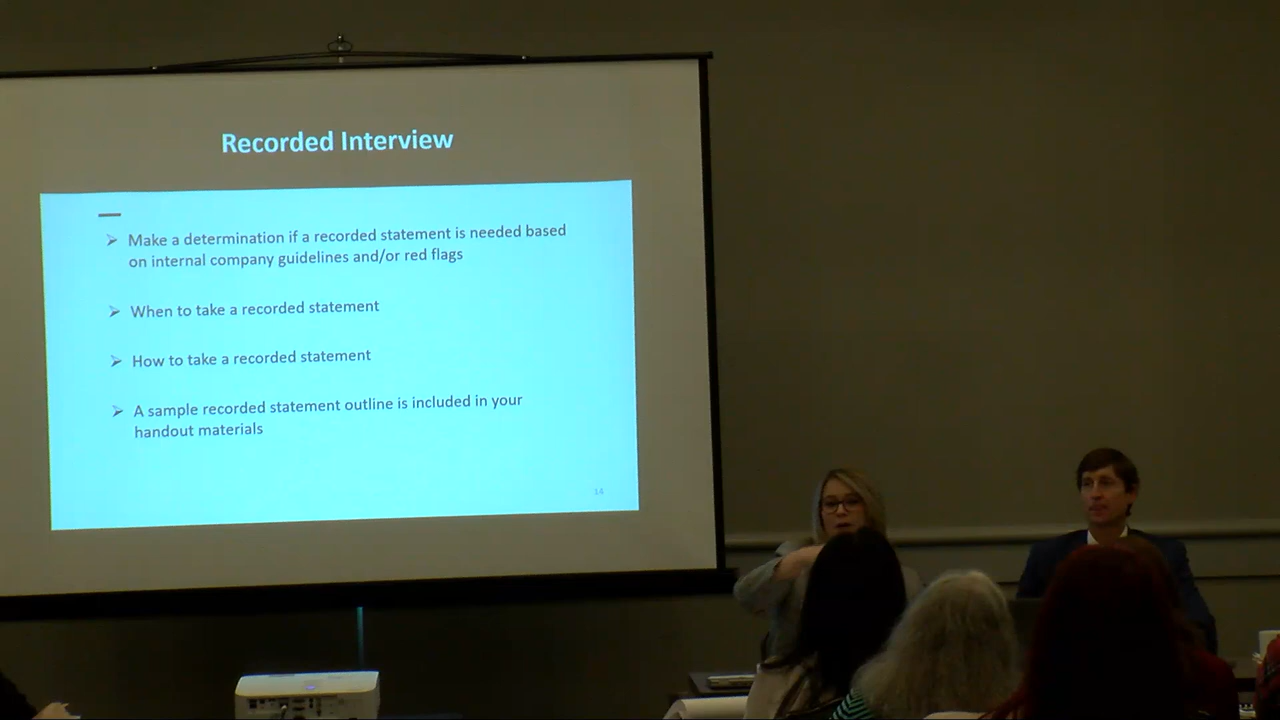 Recorded Interview
➢ Make a determination if a recorded statement is needed based
on internal company guidelines and/or red flags
➢ When to take a recorded statement
➢ How to take a recorded statement
➢ A sample recorded statement outline is included in your
handout materials
14